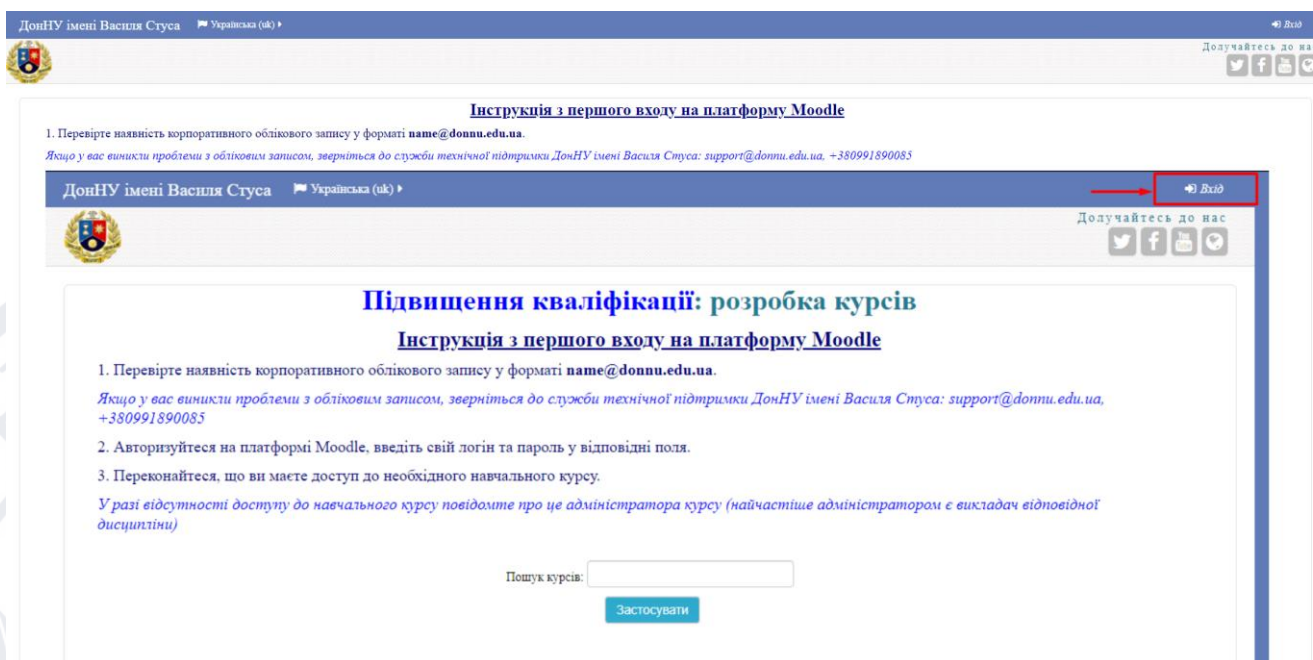 ДонНУ імені Василя Стуса Українська (uk) Вхід
Долучайтесь до на
Інструкція з першого входу на платформу Moodle
1. Перевірте наявність корпоративного облікового запису у форматі name@donnu.edu.ua.
Якщо у вас виникли проблеми з обліковим записом, зверніться до служби технічної підтримки ДонНУ імені Василя Стуса: support@donnu.edu.ua, +380991890085
ДонНУ імені Василя Стуса Українська (uk) Вхід
Долучайтесь до нас
Підвищення кваліфікації: розробка курсів
Інструкція з першого входу на платформу Moodle
1. Перевірте наявність корпоративного облікового запису у форматі name@donnu.edu.ua.
Якщо у вас виникли проблеми з обліковим записом, зверніться до служби технічної підтримки ДонНУ імені Василя Стуса: support@donnu.edu.ua,
+380991890085
2. Авторизуйтеся на платформі Moodle, введіть свій логін та пароль у відповідні поля.
3. Переконайтеся, що ви маєте доступ до необхідного навчального курсу.
У разі відсутності доступу до навчального курсу повідомте про це адміністратора курсу (найчастіше адміністратором є викладач відповідної
дисципліни)
Пошук курсів:
Застосувати